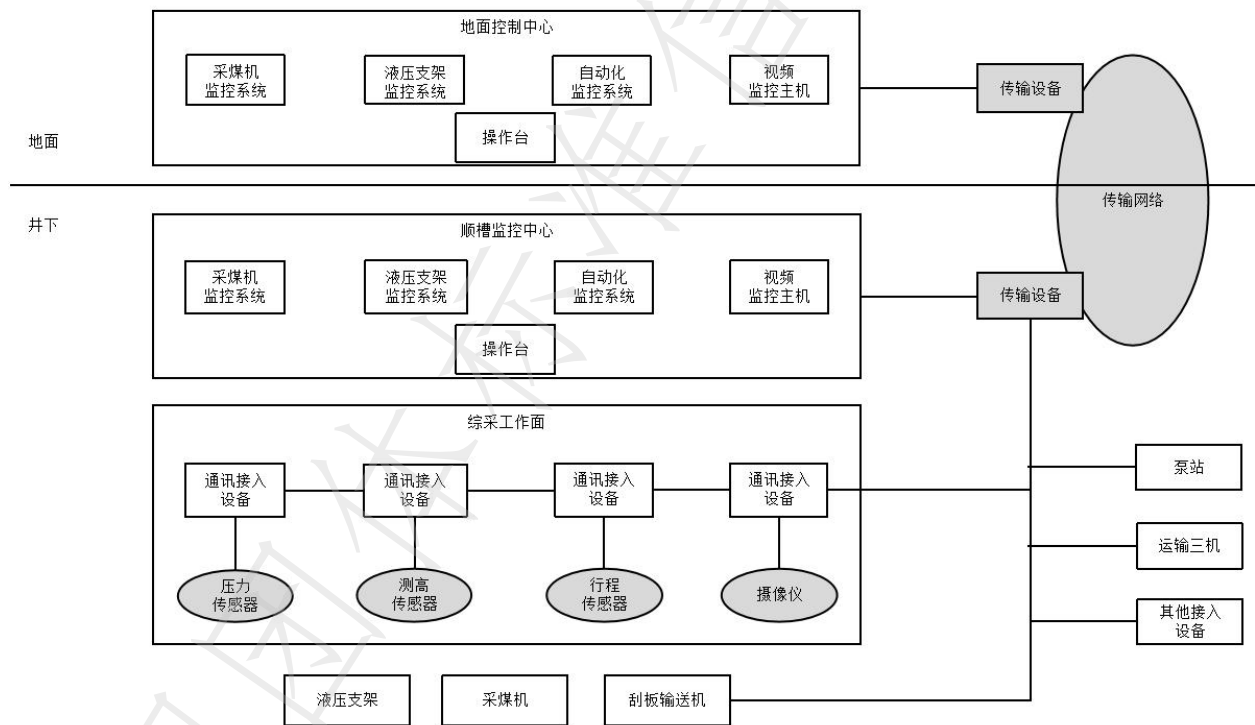 地面控制中心
采煤机
监控系统
液压支架
监控系统
自动化
监控系统
视频
监控主机
操作台
传输设备
地面
传输网络
井下
顺槽监控中心
采煤机
监控系统
液压支架
监控系统
自动化
监控系统
视频
监控主机
操作台
传输设备
综采工作面
通讯接入
设备
通讯接入
设备
通讯接入
设备
通讯接入
设备
压力
传感器
测高
传感器
行程
传感器
摄像仪
泵站
运输三机
其他接入
设备
液压支架
采煤机
刮板输送机
团体标准信